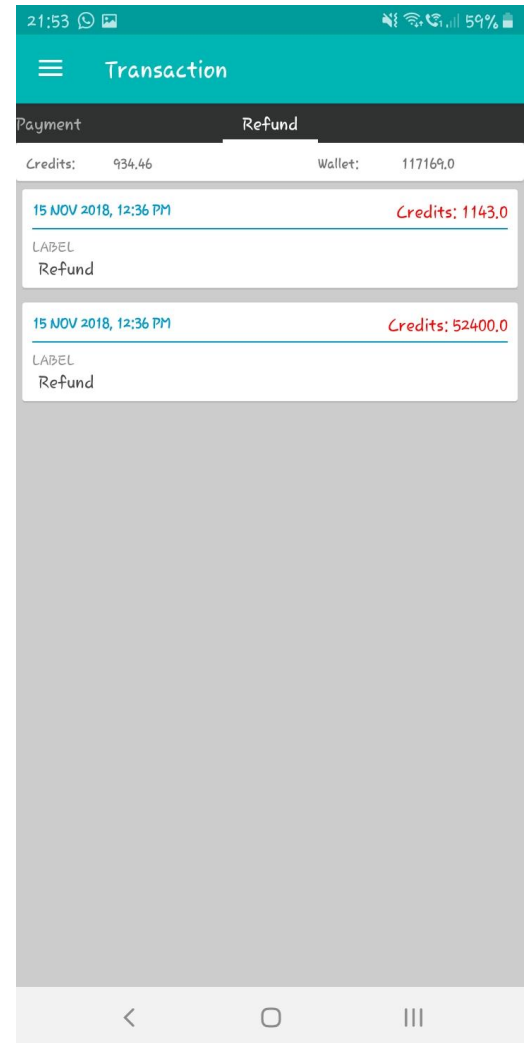 21:53 59%
Transaction
Payment Refund
Credits: 934.46 Wallet: 117169.0
15 NOV 2018, 12:36 PM Credits: 1143.0
LABEL
Refund
15 NOV 2018, 12:36 PM Credits: 52400.0
LABEL
Refund